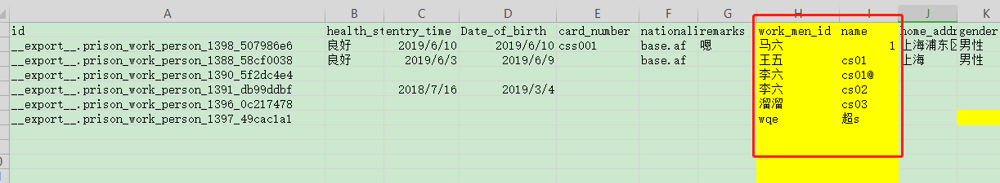 A B C D E F G H I J K
id health_st entry_time Date_of_birth card_number nationali remarks work_men_id name home_addr gender
__export__.prison_work_person_1398_507986e6 良好 2019/6/10 2019/6/10 css001 base.af 嗯 马六 1 上海浦东区 男性
__export__.prison_work_person_1388_58cf0038 良好 2019/6/3 2019/6/9 base.af 王五 cs01 上海 男性
__export__.prison_work_person_1390_5f2dc4e4 李六 cs01@
__export__.prison_work_person_1391_db99ddbf 2018/7/16 2019/3/4 李六 cs02
__export__.prison_work_person_1396_0c217478 溜溜 cs03
__export__.prison_work_person_1397_49cac1a1 wqe 超s